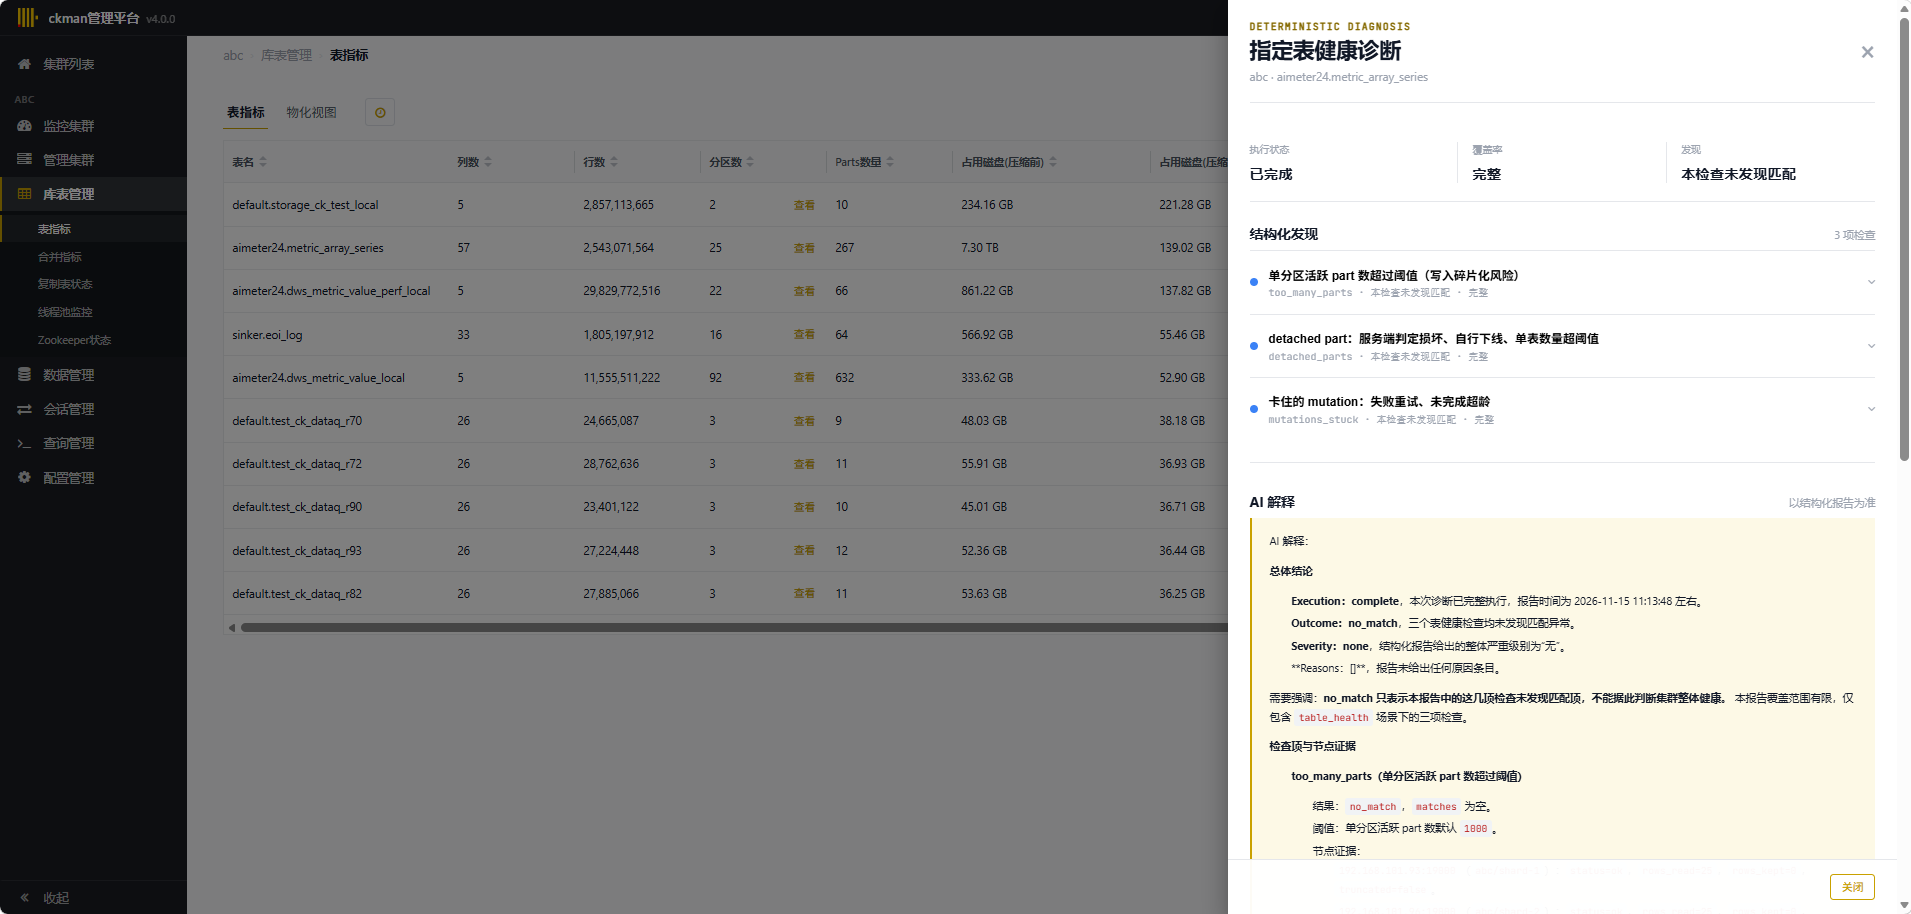 ckman管理平台 v4.0.0
集群列表
ABC
监控集群
管理集群
库表管理
表指标
合并指标
复制表状态
线程池监控
Zookeeper状态
数据管理
会话管理
查询管理
配置管理
收起
abc 库表管理 表指标
表指标 物化视图
表名 列数 行数 分区数 Parts数量 占用磁盘(压缩前) 占用磁盘(压缩
default.storage_ck_test_local 5 2,857,113,665 2 查看 10 234.16 GB 221.28 GB
aimeter24.metric_array_series 57 2,543,071,564 25 查看 267 7.30 TB 139.02 GB
aimeter24.dws_metric_value_perf_local 5 29,829,772,516 22 查看 66 861.22 GB 137.82 GB
sinker.eoi_log 33 1,805,197,912 16 查看 64 566.92 GB 55.46 GB
aimeter24.dws_metric_value_local 5 11,555,511,222 92 查看 632 333.62 GB 52.90 GB
default.test_ck_dataq_r70 26 24,665,087 3 查看 9 48.03 GB 38.18 GB
default.test_ck_dataq_r72 26 28,762,636 3 查看 11 55.91 GB 36.93 GB
default.test_ck_dataq_r90 26 23,401,122 3 查看 10 45.01 GB 36.71 GB
default.test_ck_dataq_r93 26 27,224,448 3 查看 12 52.36 GB 36.44 GB
default.test_ck_dataq_r82 26 27,885,066 3 查看 11 53.63 GB 36.25 GB
DETERMINISTIC DIAGNOSIS
指定表健康诊断
abc · aimeter24.metric_array_series
执行状态 覆盖率 发现
已完成 完整 本检查未发现匹配
结构化发现 3 项检查
单分区活跃 part 数超过阈值（写入碎片化风险）
too_many_parts · 本检查未发现匹配 · 完整
detached part：服务端判定损坏、自行下线、单表数量超阈值
detached_parts · 本检查未发现匹配 · 完整
卡住的 mutation：失败重试、未完成超龄
mutations_stuck · 本检查未发现匹配 · 完整
AI 解释 以结构化报告为准
AI 解释：
总体结论
Execution：complete，本次诊断已完整执行，报告时间为 2026-11-15 11:13:48 左右。
Outcome：no_match，三个表健康检查均未发现匹配异常。
Severity：none，结构化报告给出的整体严重级别为“无”。
**Reasons：[]**，报告未给出任何原因条目。
需要强调：no_match 只表示本报告中的这几项检查未发现匹配项，不能据此判断集群整体健康。 本报告覆盖范围有限，仅
包含 table_health 场景下的三项检查。
检查项与节点证据
too_many_parts（单分区活跃 part 数超过阈值）
结果： no_match ， matches 为空。
阈值：单分区活跃 part 数默认 1000 。
节点证据：
关闭